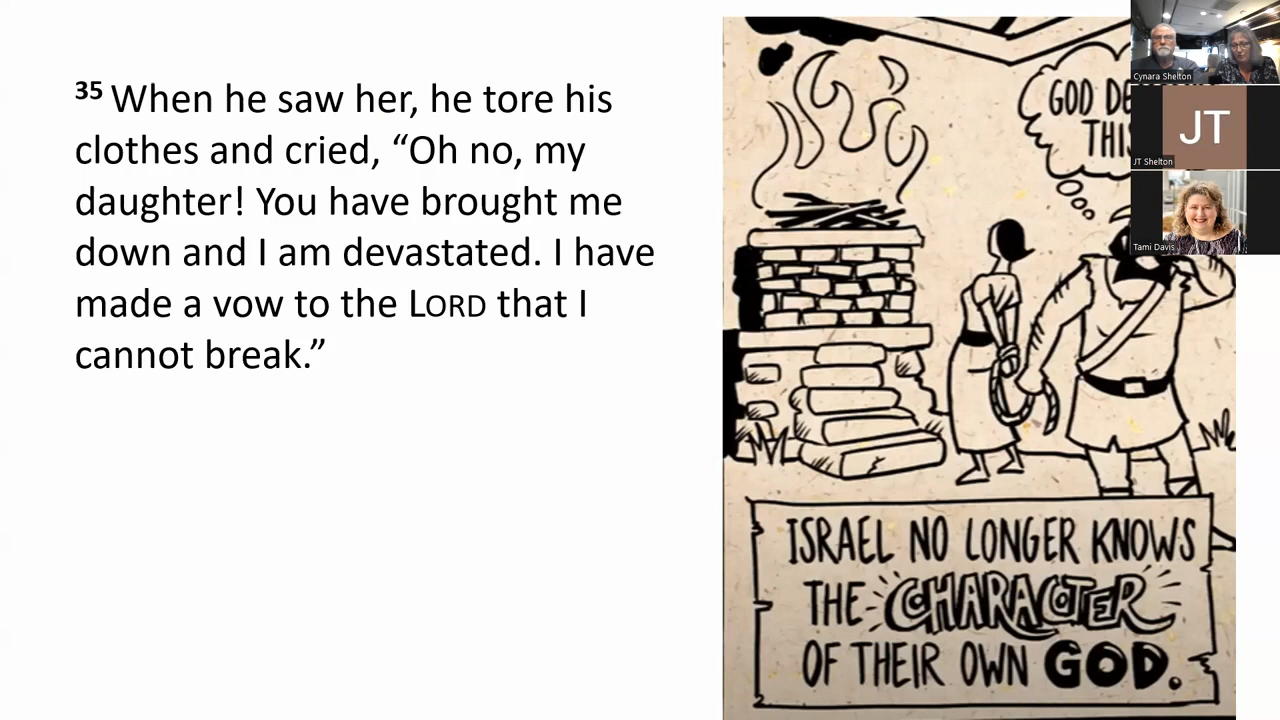 35 When he saw her, he tore his
clothes and cried, “Oh no, my
daughter! You have brought me
down and I am devastated. I have
made a vow to the LORD that I
cannot break.”
GOD
ISRAEL NO LONGER KNOWS
THE CHARACTER
OF THEIR OWN GOD.
Cynara Shelton
JT
JT Shelton
Tami Davis